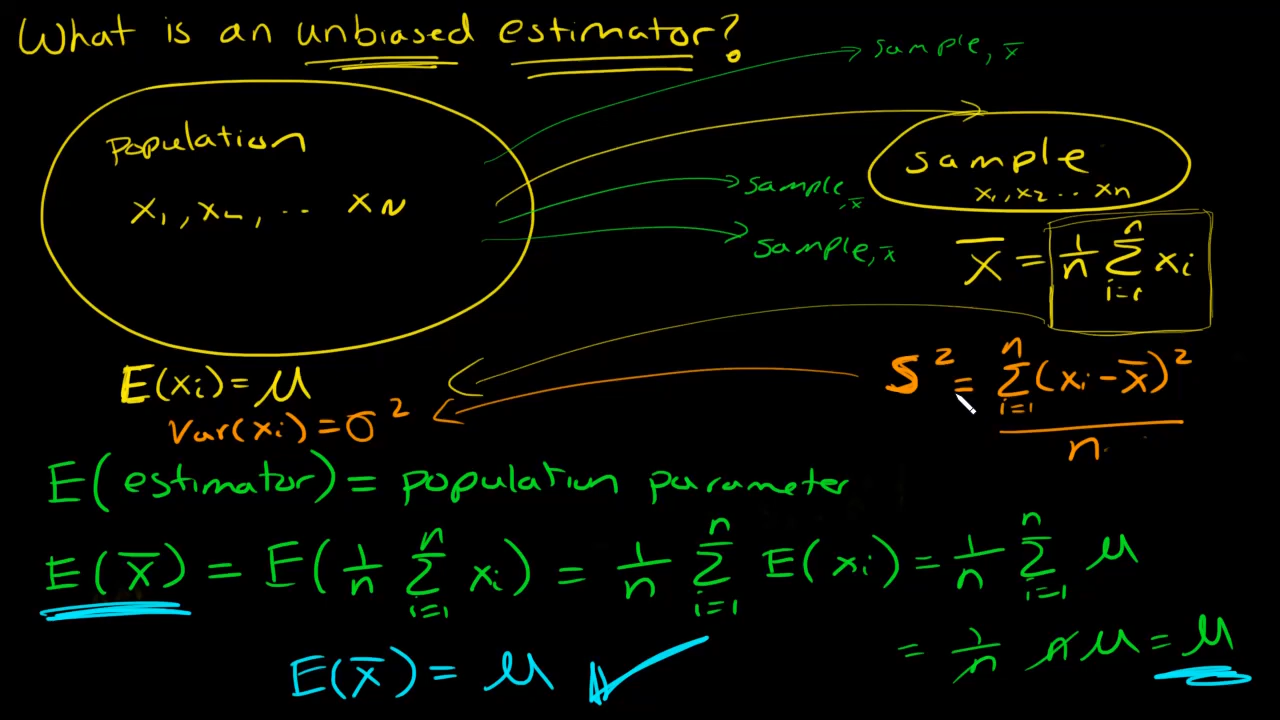 What is an unbiased estimator?
sample, x̄
Population
x₁, x₂, ... x_N
sample, x̄
sample, x̄
sample
x₁, x₂ ... xₙ
x̄ = 1/n Σᵢ₌₁ⁿ xᵢ
E(xᵢ) = μ
Var(xᵢ) = σ²
S² = Σᵢ₌₁ⁿ (xᵢ - x̄)² / n
E(estimator) = population parameter
E(x̄) = E(1/n Σᵢ₌₁ⁿ xᵢ) = 1/n Σᵢ₌₁ⁿ E(xᵢ) = 1/n Σᵢ₌₁ⁿ μ
= 1/n n μ = μ
E(x̄) = μ